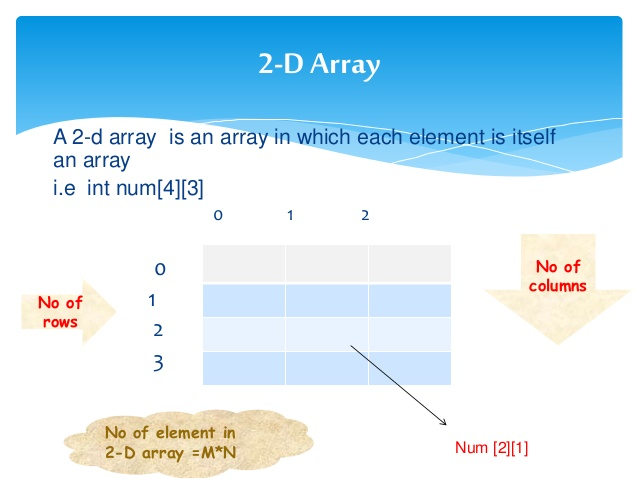 2-D Array
A 2-d array is an array in which each element is itself
an array
i.e int num[4][3]
0 1 2
0
1
2
3
No of
rows
No of
columns
No of element in
2-D array =M*N
Num [2][1]